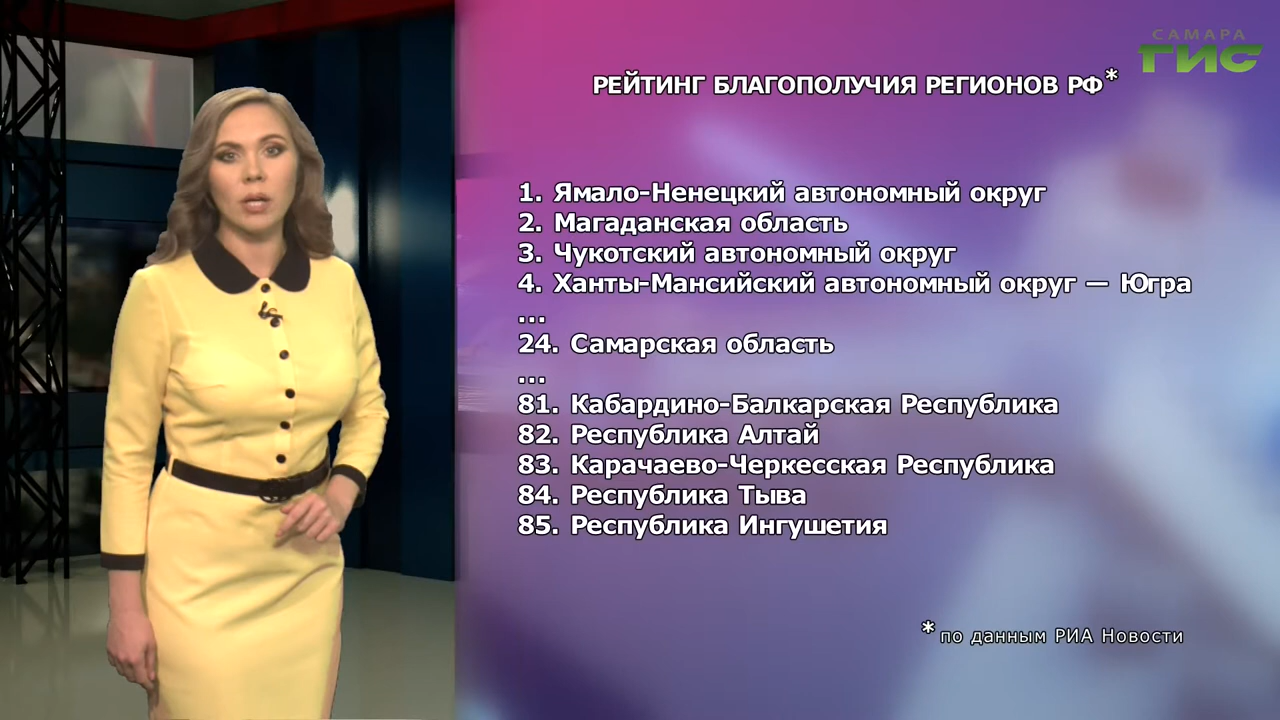 САМАРА
ГИС
РЕЙТИНГ БЛАГОПОЛУЧИЯ РЕГИОНОВ РФ*
1. Ямало-Ненецкий автономный округ
2. Магаданская область
3. Чукотский автономный округ
4. Ханты-Мансийский автономный округ — Югра
...
24. Самарская область
...
81. Кабардино-Балкарская Республика
82. Республика Алтай
83. Карачаево-Черкесская Республика
84. Республика Тыва
85. Республика Ингушетия
* по данным РИА Новости